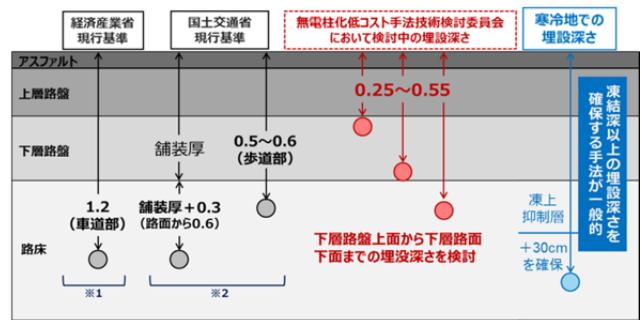 経済産業省
現行基準
国土交通省
現行基準
無電柱化低コスト手法技術検討委員会
において検討中の埋設深さ
寒冷地での
埋設深さ
アスファルト
上層路盤
0.25～0.55
下層路盤
舗装厚
0.5～0.6
（歩道部）
凍結深以上の埋設深さを
確保する手法が一般的
1.2
（車道部）
舗装厚＋0.3
（路面から0.6）
凍上
抑制層
路床
下層路盤上面から下層路面
下面までの埋没深さを検討
＋30cm
を確保
※1
※2